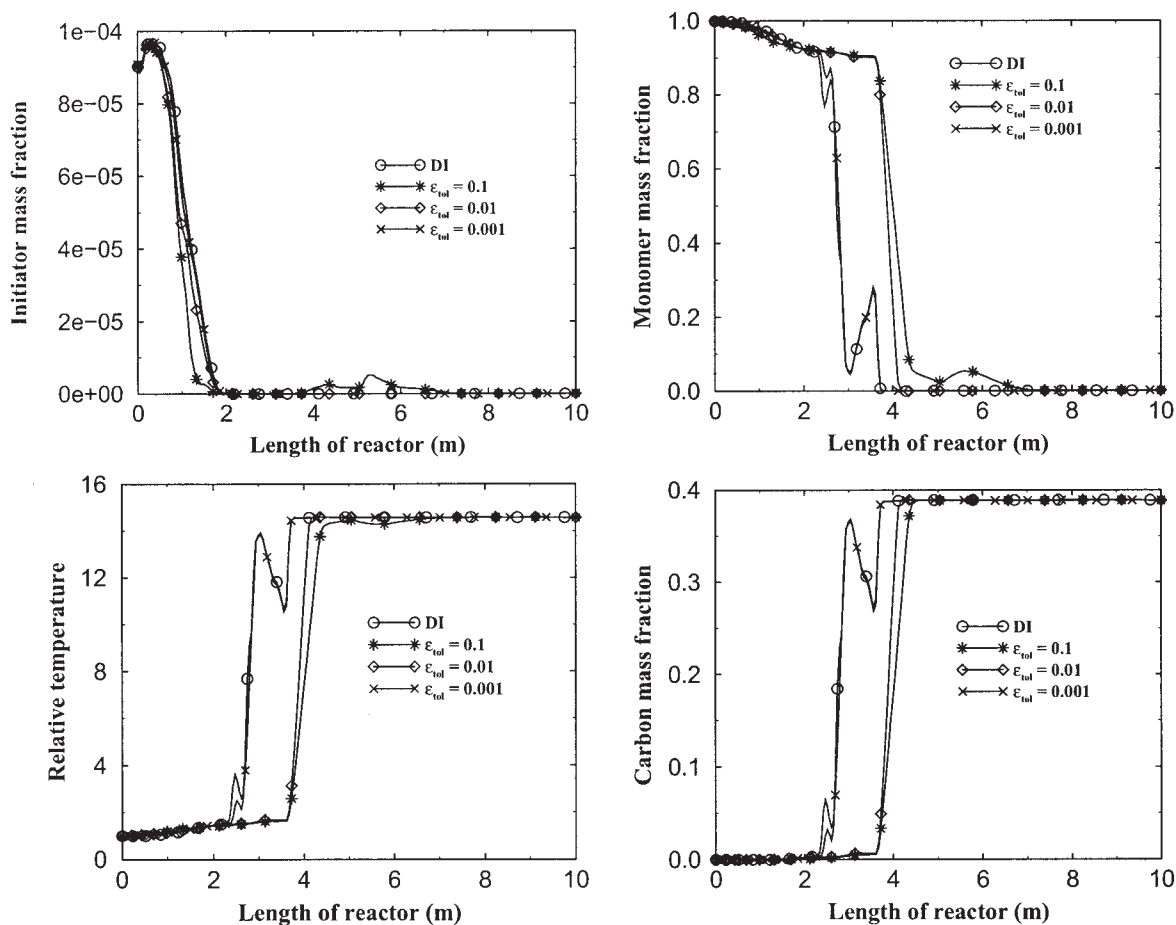 1e−04
8e−05
6e−05
4e−05
2e−05
0e+00
Initiator mass fraction
DI
ε_tol = 0.1
ε_tol = 0.01
ε_tol = 0.001
0 2 4 6 8 10
Length of reactor (m)
1.0
0.8
0.6
0.4
0.2
0.0
Monomer mass fraction
DI
ε_tol = 0.1
ε_tol = 0.01
ε_tol = 0.001
0 2 4 6 8 10
Length of reactor (m)
16
12
8
4
0
Relative temperature
DI
ε_tol = 0.1
ε_tol = 0.01
ε_tol = 0.001
0 2 4 6 8 10
Length of reactor (m)
0.4
0.3
0.2
0.1
0.0
Carbon mass fraction
DI
ε_tol = 0.1
ε_tol = 0.01
ε_tol = 0.001
0 2 4 6 8 10
Length of reactor (m)